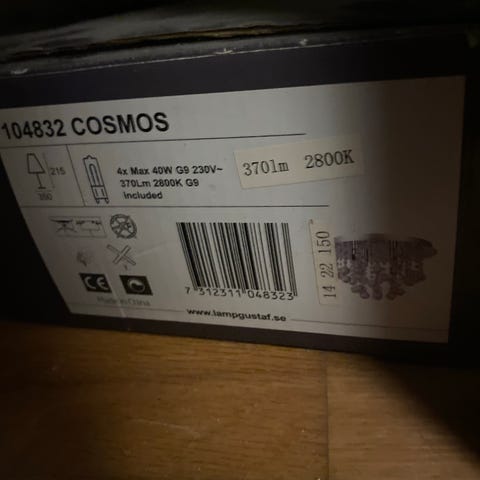 104832 COSMOS
215
350
4x Max 40W G9 230V~
370Lm 2800K G9
Included
370lm 2800K
14 22 150
CE
Made in China
7 312311 048323
www.lampgustaf.se